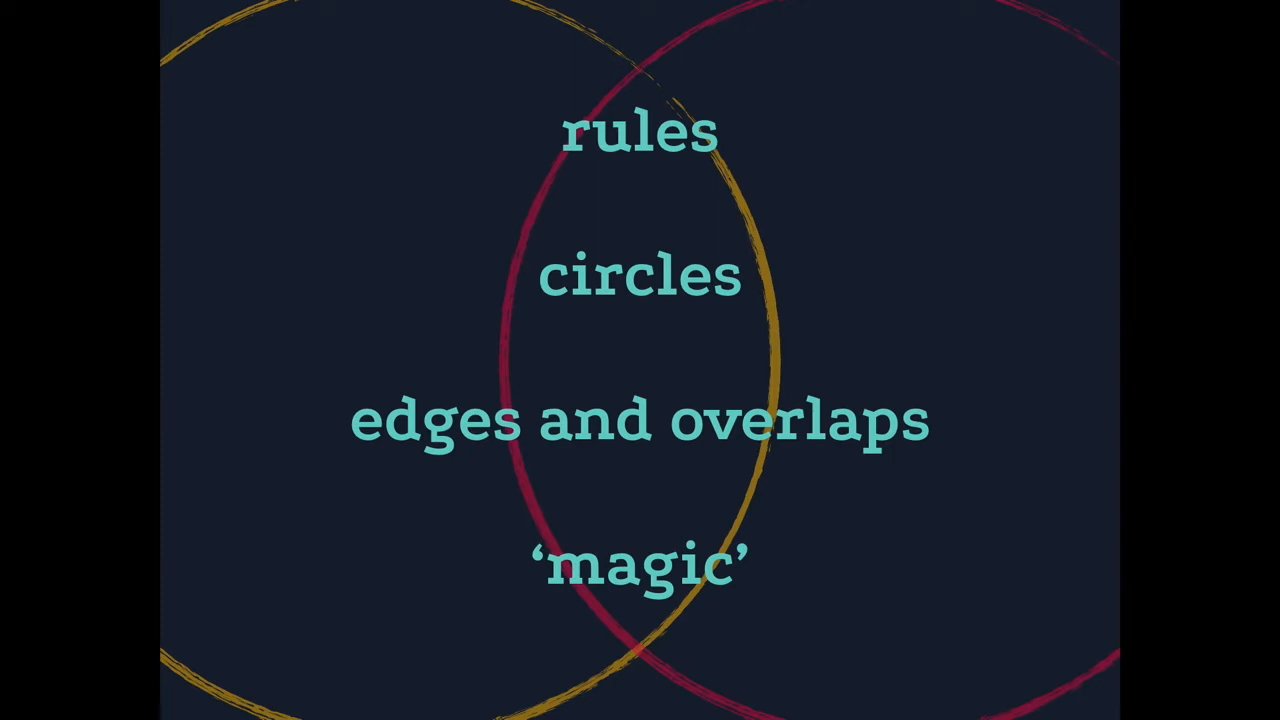 rules
circles
edges and overlaps
‘magic’